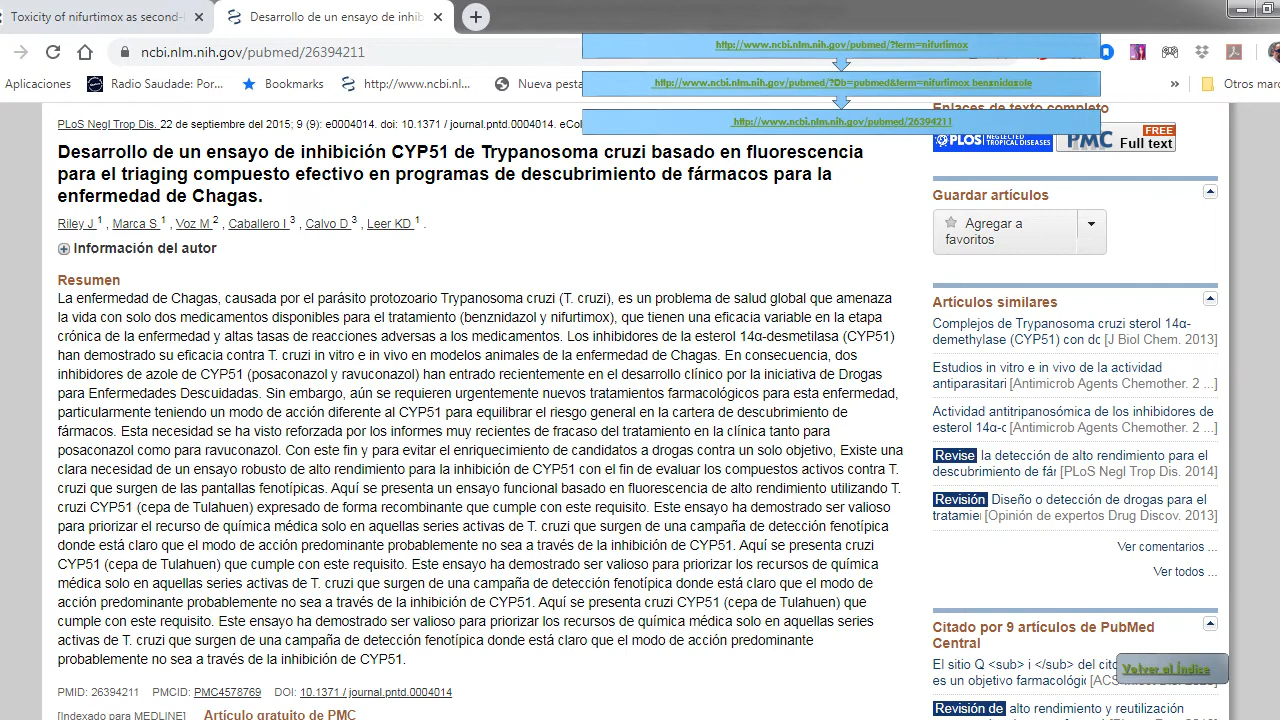 Toxicity of nifurtimox as second-l
Desarrollo de un ensayo de inhib
ncbi.nlm.nih.gov/pubmed/26394211
http://www.ncbi.nlm.nih.gov/pubmed/?term=nifurtimox
http://www.ncbi.nlm.nih.gov/pubmed/?Db=pubmed&term=nifurtimox benznidazole
http://www.ncbi.nlm.nih.gov/pubmed/26394211
Aplicaciones
RadioCaudate: Por...
Bookmarks
http://www.ncbi.nl...
Nueva pesta
»
Otros marc
PLoS Negl Trop Dis. 22 de septiembre del 2015; 9 (9): e0004014. doi: 10.1371 / journal.pntd.0004014. eCol
Desarrollo de un ensayo de inhibición CYP51 de Trypanosoma cruzi basado en fluorescencia
para el triaging compuesto efectivo en programas de descubrimiento de fármacos para la
enfermedad de Chagas.
Riley J 1 , Marca S 1 , Voz M 2 , Caballero I 3 , Calvo D 3 , Leer KD 1 .
Información del autor
Resumen
La enfermedad de Chagas, causada por el parásito protozoario Trypanosoma cruzi (T. cruzi), es un problema de salud global que amenaza
la vida con solo dos medicamentos disponibles para el tratamiento (benznilazol y nifurtimox), que tienen una eficacia variable en la etapa
crónica de la enfermedad y altas tasas de reacciones adversas a los medicamentos. Los inhibidores de la esterol 14α-desmetilasa (CYP51)
han demostrado su eficacia contra T. cruzi in vitro e in vivo en modelos animales de la enfermedad de Chagas. En consecuencia, dos
inhibidores de azole de CYP51 (posaconazol y ravuconazol) han entrado recientemente en el desarrollo clínico por la iniciativa de Drogas
para Enfermedades Descuidadas. Sin embargo, aún se requieren urgentemente nuevos tratamientos farmacológicos para esta enfermedad,
particularmente teniendo un modo de acción diferente al CYP51 para equilibrar el riesgo general en la cartera de descubrimiento de
fármacos. Esta necesidad se ha visto reforzada por los informes muy recientes de fracaso del tratamiento en la clínica tanto para
posaconazol como para ravuconazol. Con este fin y para evitar el enriquecimiento de candidatos a drogas contra un solo objetivo, Existe una
clara necesidad de un ensayo robusto de alto rendimiento para la inhibición de CYP51 con el fin de evaluar los compuestos activos contra T.
cruzi que surgen de las pantallas fenotípicas. Aquí se presenta un ensayo funcional basado en fluorescencia de alto rendimiento utilizando T.
cruzi CYP51 (cepa de Tulahuen) expresado de forma recombinante que cumple con este requisito. Este ensayo ha demostrado ser valioso
para priorizar el recurso de química médica solo en aquellas series activas de T. cruzi que surgen de una campaña de detección fenotípica
donde está claro que el modo de acción predominante probablemente no sea a través de la inhibición de CYP51. Aquí se presenta cruzi
CYP51 (cepa de Tulahuen) que cumple con este requisito. Este ensayo ha demostrado ser valioso para priorizar los recursos de química
médica solo en aquellas series activas de T. cruzi que surgen de una campaña de detección fenotípica donde está claro que el modo de
acción predominante probablemente no sea a través de la inhibición de CYP51. Aquí se presenta cruzi CYP51 (cepa de Tulahuen) que
cumple con este requisito. Este ensayo ha demostrado ser valioso para priorizar los recursos de química médica solo en aquellas series
activas de T. cruzi que surgen de una campaña de detección fenotípica donde está claro que el modo de acción predominante
probablemente no sea a través de la inhibición de CYP51.
PMID: 26394211 PMCID: PMC4578769 DOI: 10.1371 / journal.pntd.0004014
[Indexado para MEDLINE] Artículo gratuito de PMC
Enlaces de texto completo
PLOS NEGLECTED TROPICAL DISEASES
PMC FREE Full text
Guardar artículos
Agregar a
favoritos
Artículos similares
Complejos de Trypanosoma cruzi sterol 14α-
demethylase (CYP51) con dc [J Biol Chem. 2013]
Estudios in vitro e in vivo de la actividad
antiparasitari [Antimicrob Agents Chemother. 2 ...]
Actividad antitripanosómica de los inhibidores de
esterol 14α-c [Antimicrob Agents Chemother. 2 ...]
Revise la detección de alto rendimiento para el
descubrimiento de fár [PLoS Negl Trop Dis. 2014]
Revisión Diseño o detección de drogas para el
tratamie [Opinión de expertos Drug Discov. 2013]
Ver comentarios ...
Ver todos ...
Citado por 9 artículos de PubMed
Central
El sitio Q <sub> i </sub> del cito
es un objetivo farmacológic [ACS
Volver al Índice
Revisión de alto rendimiento y reutilización